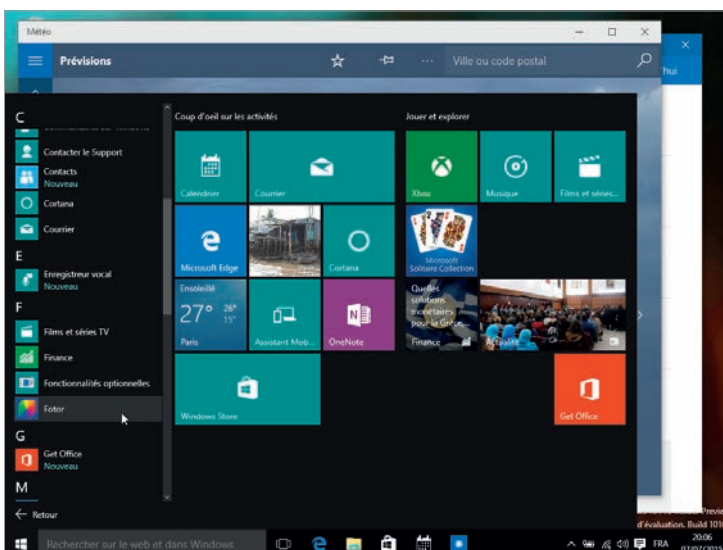 Météo
Prévisions
Ville ou code postal
C
Contacter le Support
Contacts
Nouveau
Cortana
Courrier
E
Enregistreur vocal
Nouveau
F
Films et séries TV
Finance
Fonctionnalités optionnelles
Fotor
G
Get Office
Nouveau
M
Retour
Coup d'oeil sur les activités
Calendrier
Courrier
Microsoft Edge
Cortana
Ensoleillé
27° 26°
15°
Paris
Assistant Mob...
OneNote
Windows Store
Jouer et explorer
Xbox
Musique
Films et séries...
Microsoft
Solitaire Collection
Quelles
solutions
monétaires
pour la Grèce,...
Finance
Actualité
Get Office
d'évaluation. Build
Rechercher sur le web et dans Windows
FRA
20:06